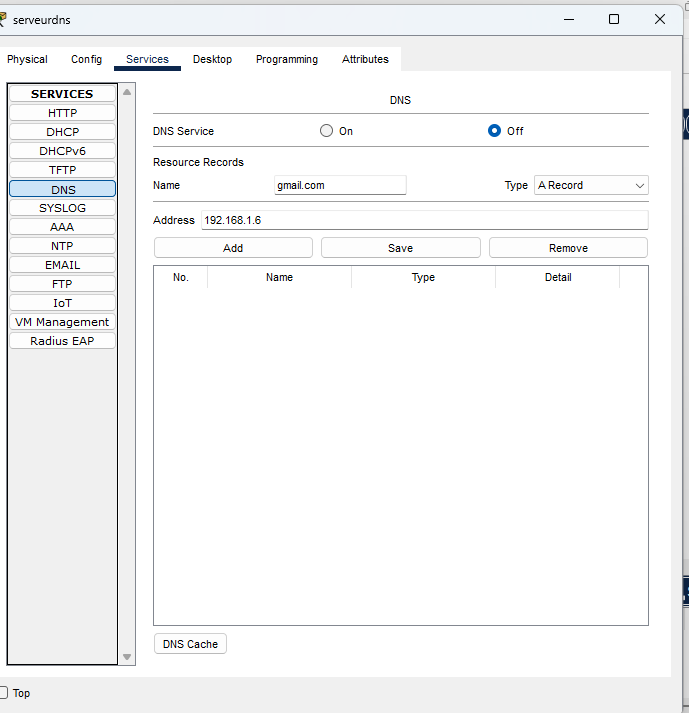 serveurdns
Physical Config Services Desktop Programming Attributes
SERVICES
HTTP
DHCP
DHCPv6
TFTP
DNS
SYSLOG
AAA
NTP
EMAIL
FTP
IoT
VM Management
Radius EAP
DNS
DNS Service On Off
Resource Records
Name gmail.com Type A Record
Address 192.168.1.6
Add Save Remove
No. Name Type Detail
DNS Cache
Top